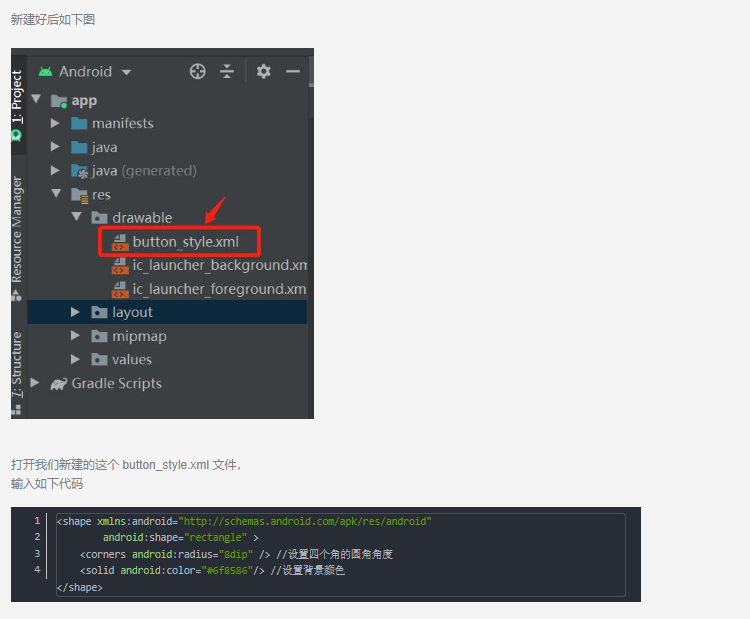 新建好后如下图
Android
1: Project
app
manifests
java
java (generated)
res
drawable
button_style.xml
ic_launcher_background.xm
ic_launcher_foreground.xm
layout
mipmap
values
Gradle Scripts
Resource Manager
7: Structure
打开我们新建的这个 button_style.xml 文件，
输入如下代码
1 <shape xmlns:android="http://schemas.android.com/apk/res/android"
2 android:shape="rectangle" >
3 <corners android:radius="8dip" /> //设置四个角的圆角角度
4 <solid android:color="#6f8586"/> //设置背景颜色
</shape>